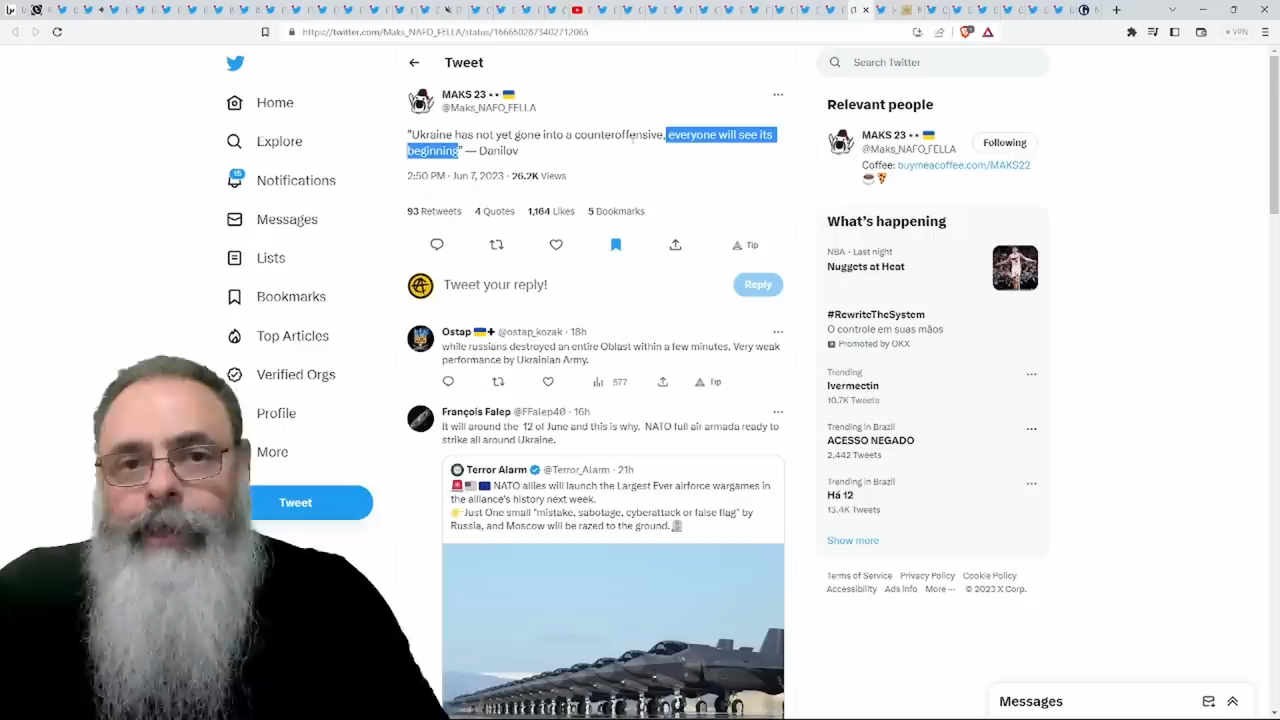 https://twitter.com/Maks_NAFO_FELLA/status/1666502873402712065
VPN
Home
Explore
15
Notifications
Messages
Lists
Bookmarks
Top Articles
Verified Orgs
Profile
More
Tweet
Tweet
MAKS 23
@Maks_NAFO_FELLA
"Ukraine has not yet gone into a counteroffensive, everyone will see its
beginning" — Danilov
2:50 PM · Jun 7, 2023 · 26.2K Views
93 Retweets 4 Quotes 1,164 Likes 5 Bookmarks
Tip
Tweet your reply!
Reply
Ostap @ostap_kozak · 18h
while russians destroyed an entire Oblast within a few minutes. Very weak
performance by Ukrainian Army.
577
Tip
François Falep @FFalep40 · 16h
It will around the 12 of June and this is why. NATO full air armada ready to
strike all around Ukraine.
Terror Alarm @Terror_Alarm · 21h
NATO allies will launch the Largest Ever airforce wargames in
the alliance's history next week.
Just One small "mistake, sabotage, cyberattack or false flag" by
Russia, and Moscow will be razed to the ground.
Search Twitter
Relevant people
MAKS 23
@Maks_NAFO_FELLA
Following
Coffee: buymeacoffee.com/MAKS22
What's happening
NBA · Last night
Nuggets at Heat
#RewriteTheSystem
O controle em suas mãos
Promoted by OKX
Trending
Ivermectin
10.7K Tweets
Trending in Brazil
ACESSO NEGADO
2,442 Tweets
Trending in Brazil
Há 12
13.4K Tweets
Show more
Terms of Service Privacy Policy Cookie Policy
Accessibility Ads Info More ··· © 2023 X Corp.
Messages